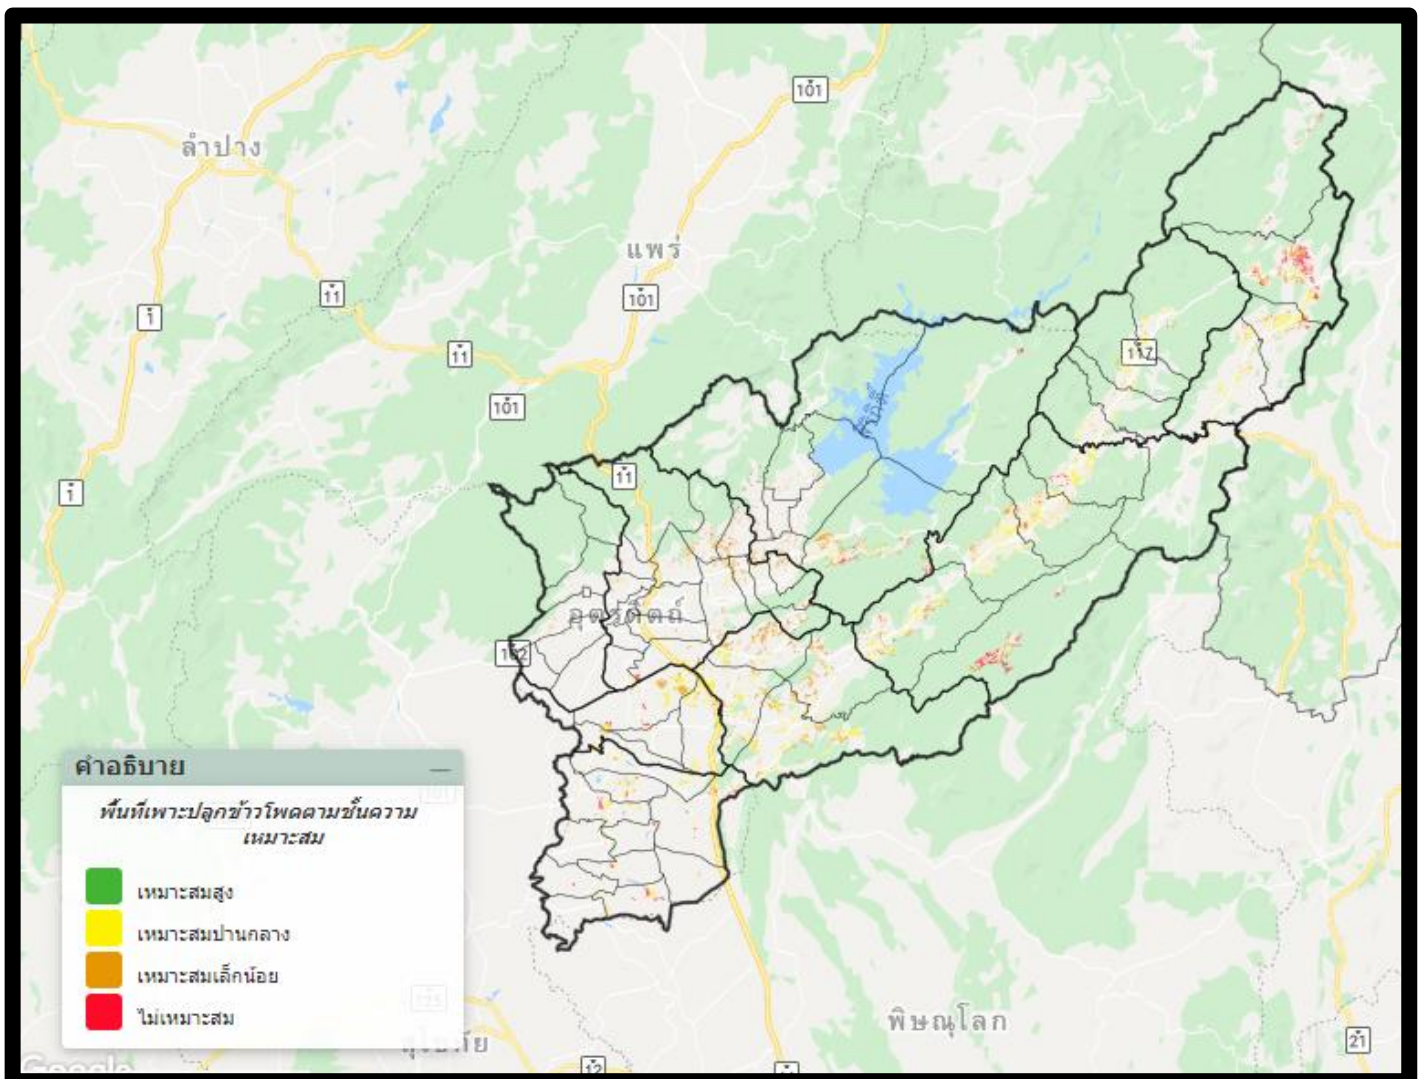 101
ลำปาง
แพร่
11
101
1
117
11
101
11
1
อุตรดิตถ์
102
คำอธิบาย
พื้นที่เพาะปลูกข้าวโพดตามชั้นความ
เหมาะสม
เหมาะสมสูง
เหมาะสมปานกลาง
เหมาะสมเล็กน้อย
ไม่เหมาะสม
พิษณุโลก
21
12
Google